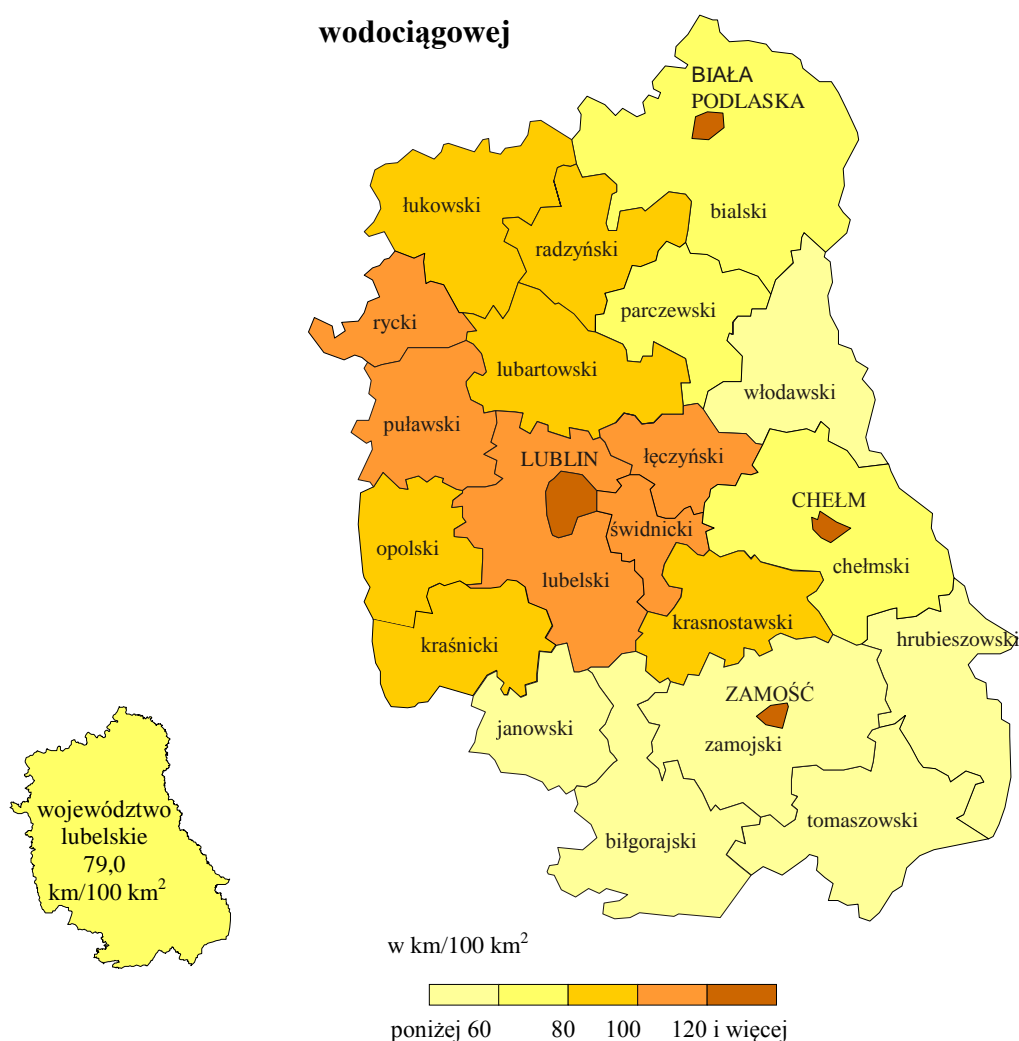 wodociągowej
BIAŁA
PODLASKA
łukowski
bialski
radzyński
rycki
parczewski
lubartowski
włodawski
puławski
LUBLIN
łęczyński
CHEŁM
świdnicki
opolski
lubelski
chełmski
krasnostawski
hrubieszowski
kraśnicki
ZAMOŚĆ
janowski
zamojski
tomaszowski
biłgorajski
województwo
lubelskie
79,0
km/100 km²
w km/100 km²
poniżej 60 80 100 120 i więcej